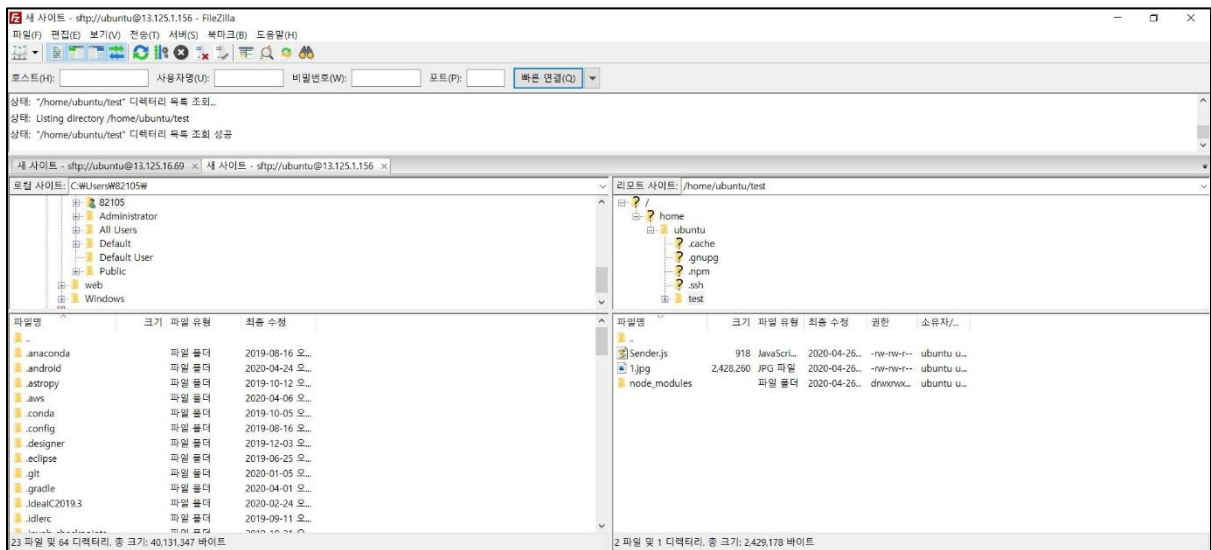 새 사이트 - sftp://ubuntu@13.125.1.156 - FileZilla
파일(F) 편집(E) 보기(V) 전송(T) 서버(S) 북마크(B) 도움말(H)
호스트(H): 사용자명(U): 비밀번호(W): 포트(P): 빠른 연결(Q)
상태: "/home/ubuntu/test" 디렉터리 목록 조회...
상태: Listing directory /home/ubuntu/test
상태: "/home/ubuntu/test" 디렉터리 목록 조회 성공
새 사이트 - sftp://ubuntu@13.125.16.69 × 새 사이트 - sftp://ubuntu@13.125.1.156 ×
로컬 사이트: C:₩Users₩82105₩
82105
Administrator
All Users
Default
Default User
Public
web
Windows
파일명 크기 파일 유형 최종 수정
..
.anaconda 파일 폴더 2019-08-16 오...
.android 파일 폴더 2020-04-24 오...
.astropy 파일 폴더 2019-10-12 오...
.aws 파일 폴더 2020-04-06 오...
.conda 파일 폴더 2019-10-05 오...
.config 파일 폴더 2019-08-16 오...
.designer 파일 폴더 2019-12-03 오...
.eclipse 파일 폴더 2019-06-25 오...
.git 파일 폴더 2020-01-05 오...
.gradle 파일 폴더 2020-04-01 오...
.IdealC2019.3 파일 폴더 2020-02-24 오...
.idlerc 파일 폴더 2019-09-11 오...
23 파일 및 64 디렉터리. 총 크기: 40,131,347 바이트
리모트 사이트: /home/ubuntu/test
/
home
ubuntu
.cache
.gnupg
.npm
.ssh
test
파일명 크기 파일 유형 최종 수정 권한 소유자/...
..
Sender.js 918 JavaScri... 2020-04-26... -rw-rw-r-- ubuntu u...
1.jpg 2,428,260 JPG 파일 2020-04-26... -rw-rw-r-- ubuntu u...
node_modules 파일 폴더 2020-04-26... drwxrwx... ubuntu u...
2 파일 및 1 디렉터리. 총 크기: 2,429,178 바이트